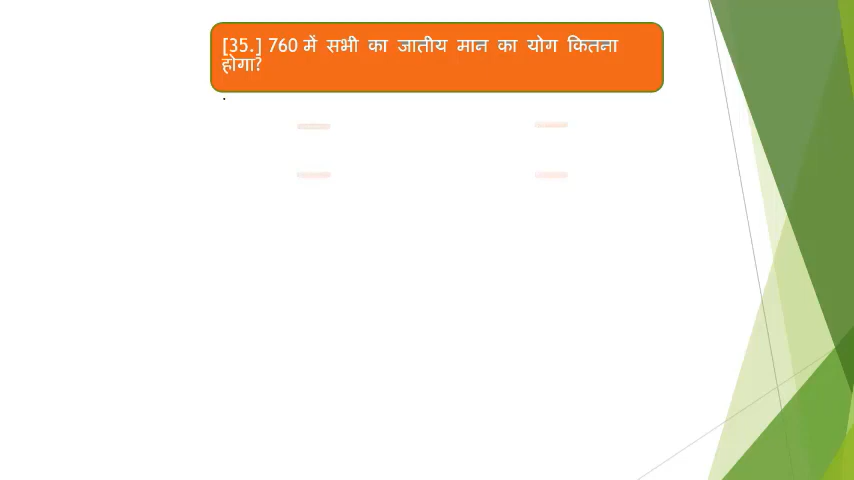 [35.] 760 में सभी का जातीय मान का योग कितना
होगा?
.